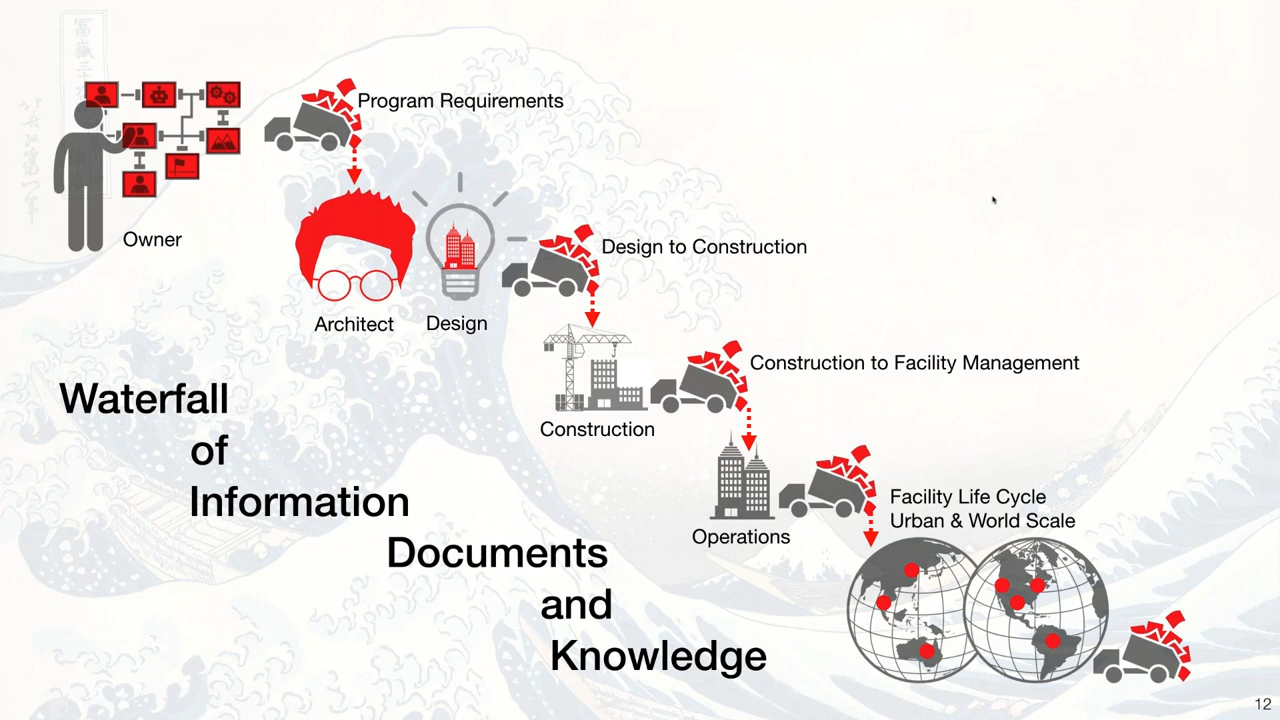 Program Requirements
Owner
Design to Construction
Architect
Design
Construction to Facility Management
Waterfall
of
Information
Documents
and
Knowledge
Construction
Operations
Facility Life Cycle
Urban & World Scale
12